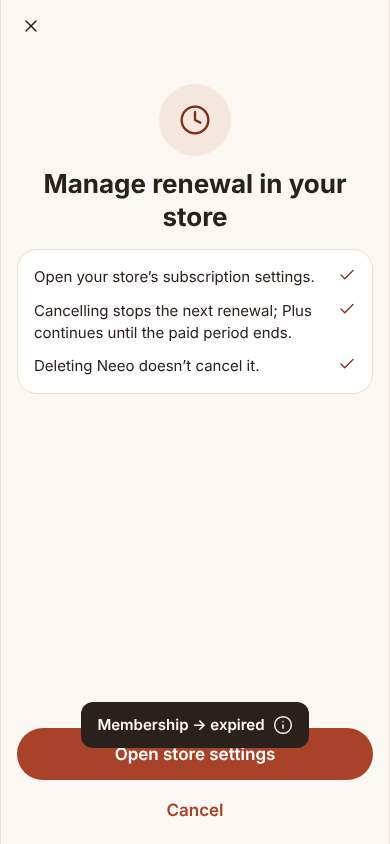 Manage renewal in your
store
Open your store’s subscription settings.
Cancelling stops the next renewal; Plus
continues until the paid period ends.
Deleting Neeo doesn’t cancel it.
Membership → expired
Open store settings
Cancel